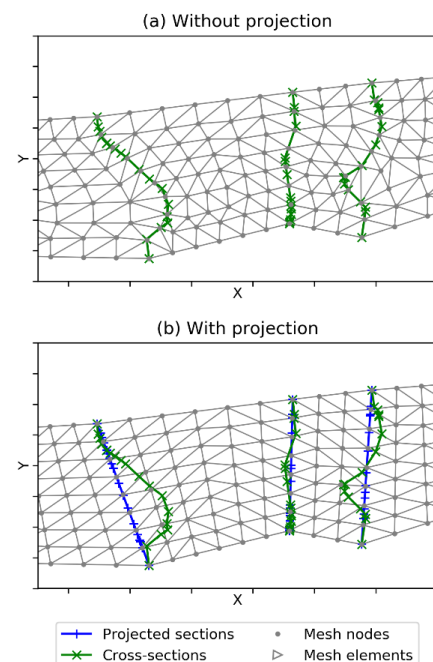 (a) Without projection
Y
X
(b) With projection
Y
X
Projected sections
Mesh nodes
Cross-sections
Mesh elements